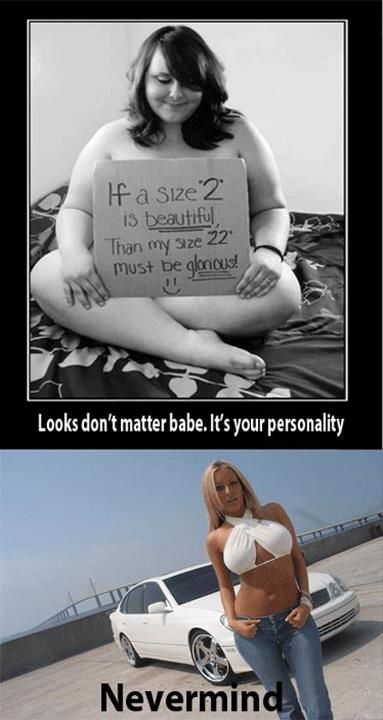 If a size "2"
is beautiful,
Than my size "22"
must be glorious!
Looks don't matter babe. It's your personality
Nevermind